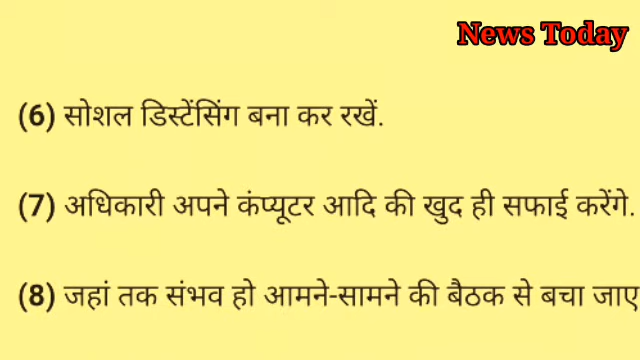 News Today
(6) सोशल डिस्टेंसिंग बना कर रखें.
(7) अधिकारी अपने कंप्यूटर आदि की खुद ही सफाई करेंगे.
(8) जहां तक संभव हो आमने-सामने की बैठक से बचा जाए